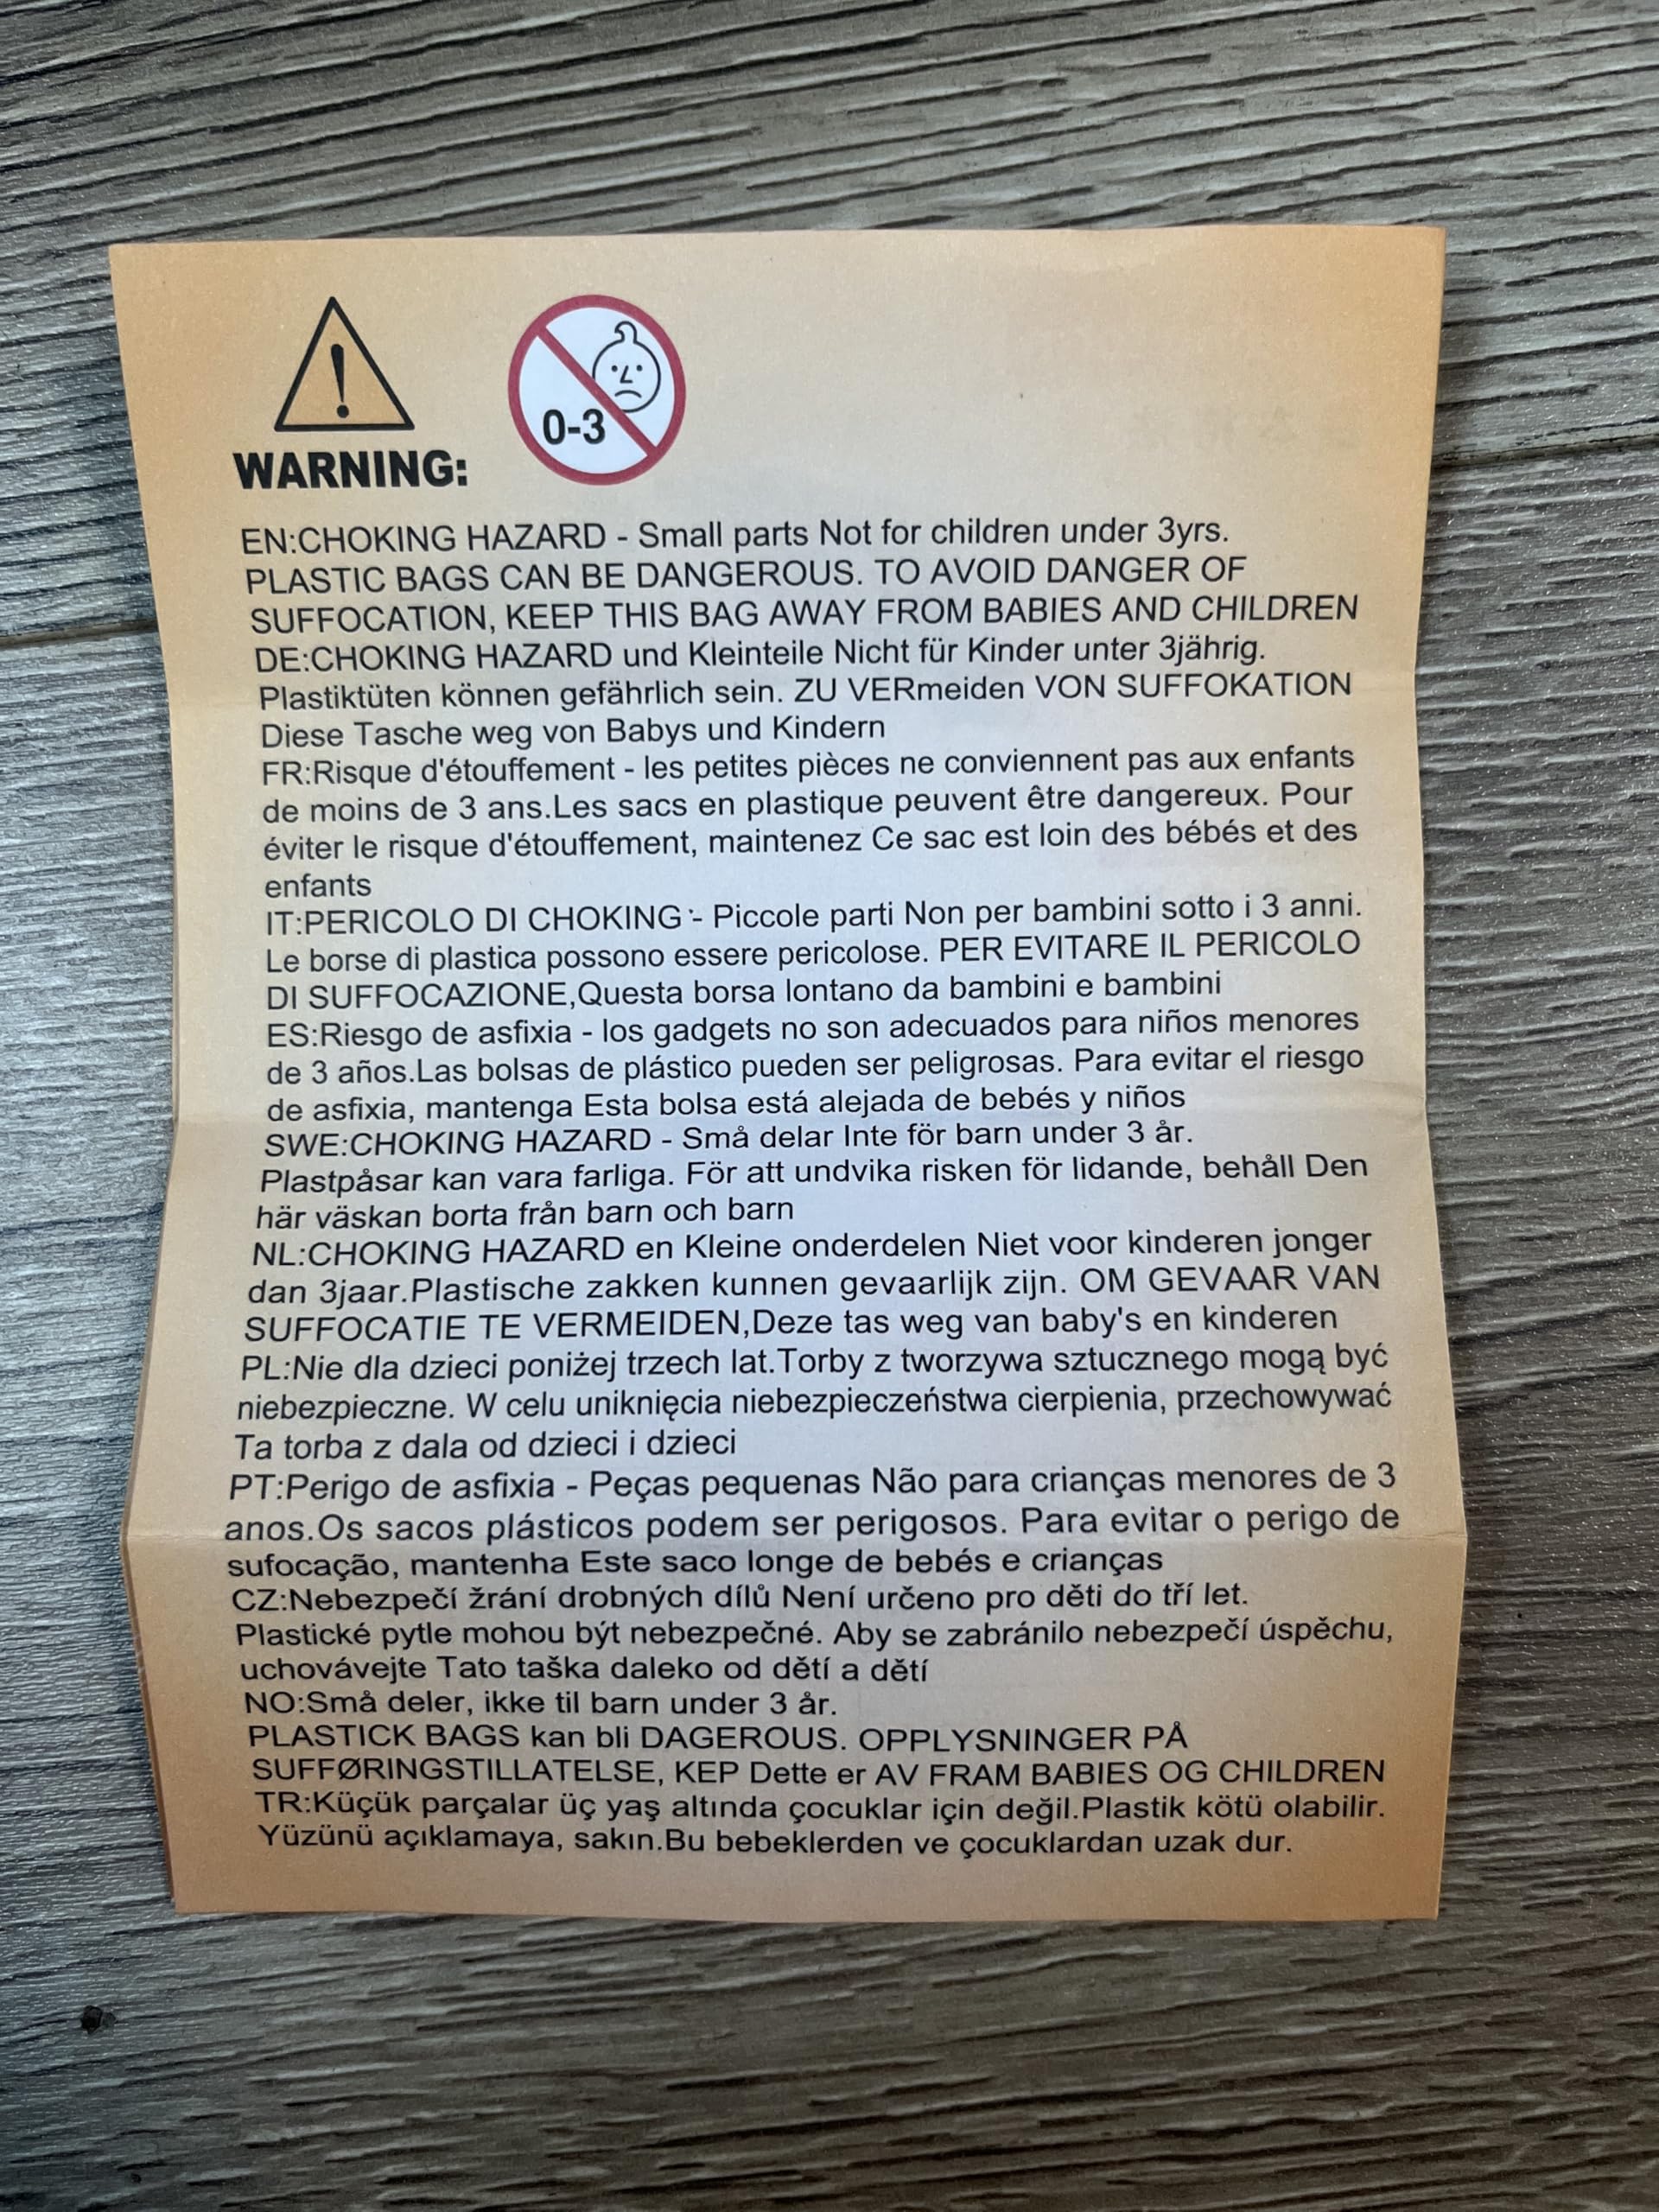 WARNING:
0-3
EN:CHOKING HAZARD - Small parts Not for children under 3yrs.
PLASTIC BAGS CAN BE DANGEROUS. TO AVOID DANGER OF
SUFFOCATION, KEEP THIS BAG AWAY FROM BABIES AND CHILDREN
DE:CHOKING HAZARD und Kleinteile Nicht für Kinder unter 3jährig.
Plastiktüten können gefährlich sein. ZU VERmeiden VON SUFFOKATION
Diese Tasche weg von Babys und Kindern
FR:Risque d'étouffement - les petites pièces ne conviennent pas aux enfants
de moins de 3 ans.Les sacs en plastique peuvent être dangereux. Pour
éviter le risque d'étouffement, maintenez Ce sac est loin des bébés et des
enfants
IT:PERICOLO DI CHOKING - Piccole parti Non per bambini sotto i 3 anni.
Le borse di plastica possono essere pericolose. PER EVITARE IL PERICOLO
DI SUFFOCAZIONE,Questa borsa lontano da bambini e bambini
ES:Riesgo de asfixia - los gadgets no son adecuados para niños menores
de 3 años.Las bolsas de plástico pueden ser peligrosas. Para evitar el riesgo
de asfixia, mantenga Esta bolsa está alejada de bebés y niños
SWE:CHOKING HAZARD - Små delar Inte för barn under 3 år.
Plastpåsar kan vara farliga. För att undvika risken för lidande, behåll Den
här väskan borta från barn och barn
NL:CHOKING HAZARD en Kleine onderdelen Niet voor kinderen jonger
dan 3jaar.Plastische zakken kunnen gevaarlijk zijn. OM GEVAAR VAN
SUFFOCATIE TE VERMEIDEN,Deze tas weg van baby's en kinderen
PL:Nie dla dzieci poniżej trzech lat.Torby z tworzywa sztucznego mogą być
niebezpieczne. W celu uniknięcia niebezpieczeństwa cierpienia, przechowywać
Ta torba z dala od dzieci i dzieci
PT:Perigo de asfixia - Peças pequenas Não para crianças menores de 3
anos.Os sacos plásticos podem ser perigosos. Para evitar o perigo de
sufocação, mantenha Este saco longe de bebés e crianças
CZ:Nebezpečí žrání drobných dílů Není určeno pro děti do tří let.
Plastické pytle mohou být nebezpečné. Aby se zabránilo nebezpečí úspěchu,
uchovávejte Tato taška daleko od dětí a dětí
NO:Små deler, ikke til barn under 3 år.
PLASTICK BAGS kan bli DAGEROUS. OPPLYSNINGER PÅ
SUFFØRINGSTILLATELSE, KEP Dette er AV FRAM BABIES OG CHILDREN
TR:Küçük parçalar üç yaş altında çocuklar için değil.Plastik kötü olabilir.
Yüzünü açıklamaya, sakın.Bu bebeklerden ve çocuklardan uzak dur.